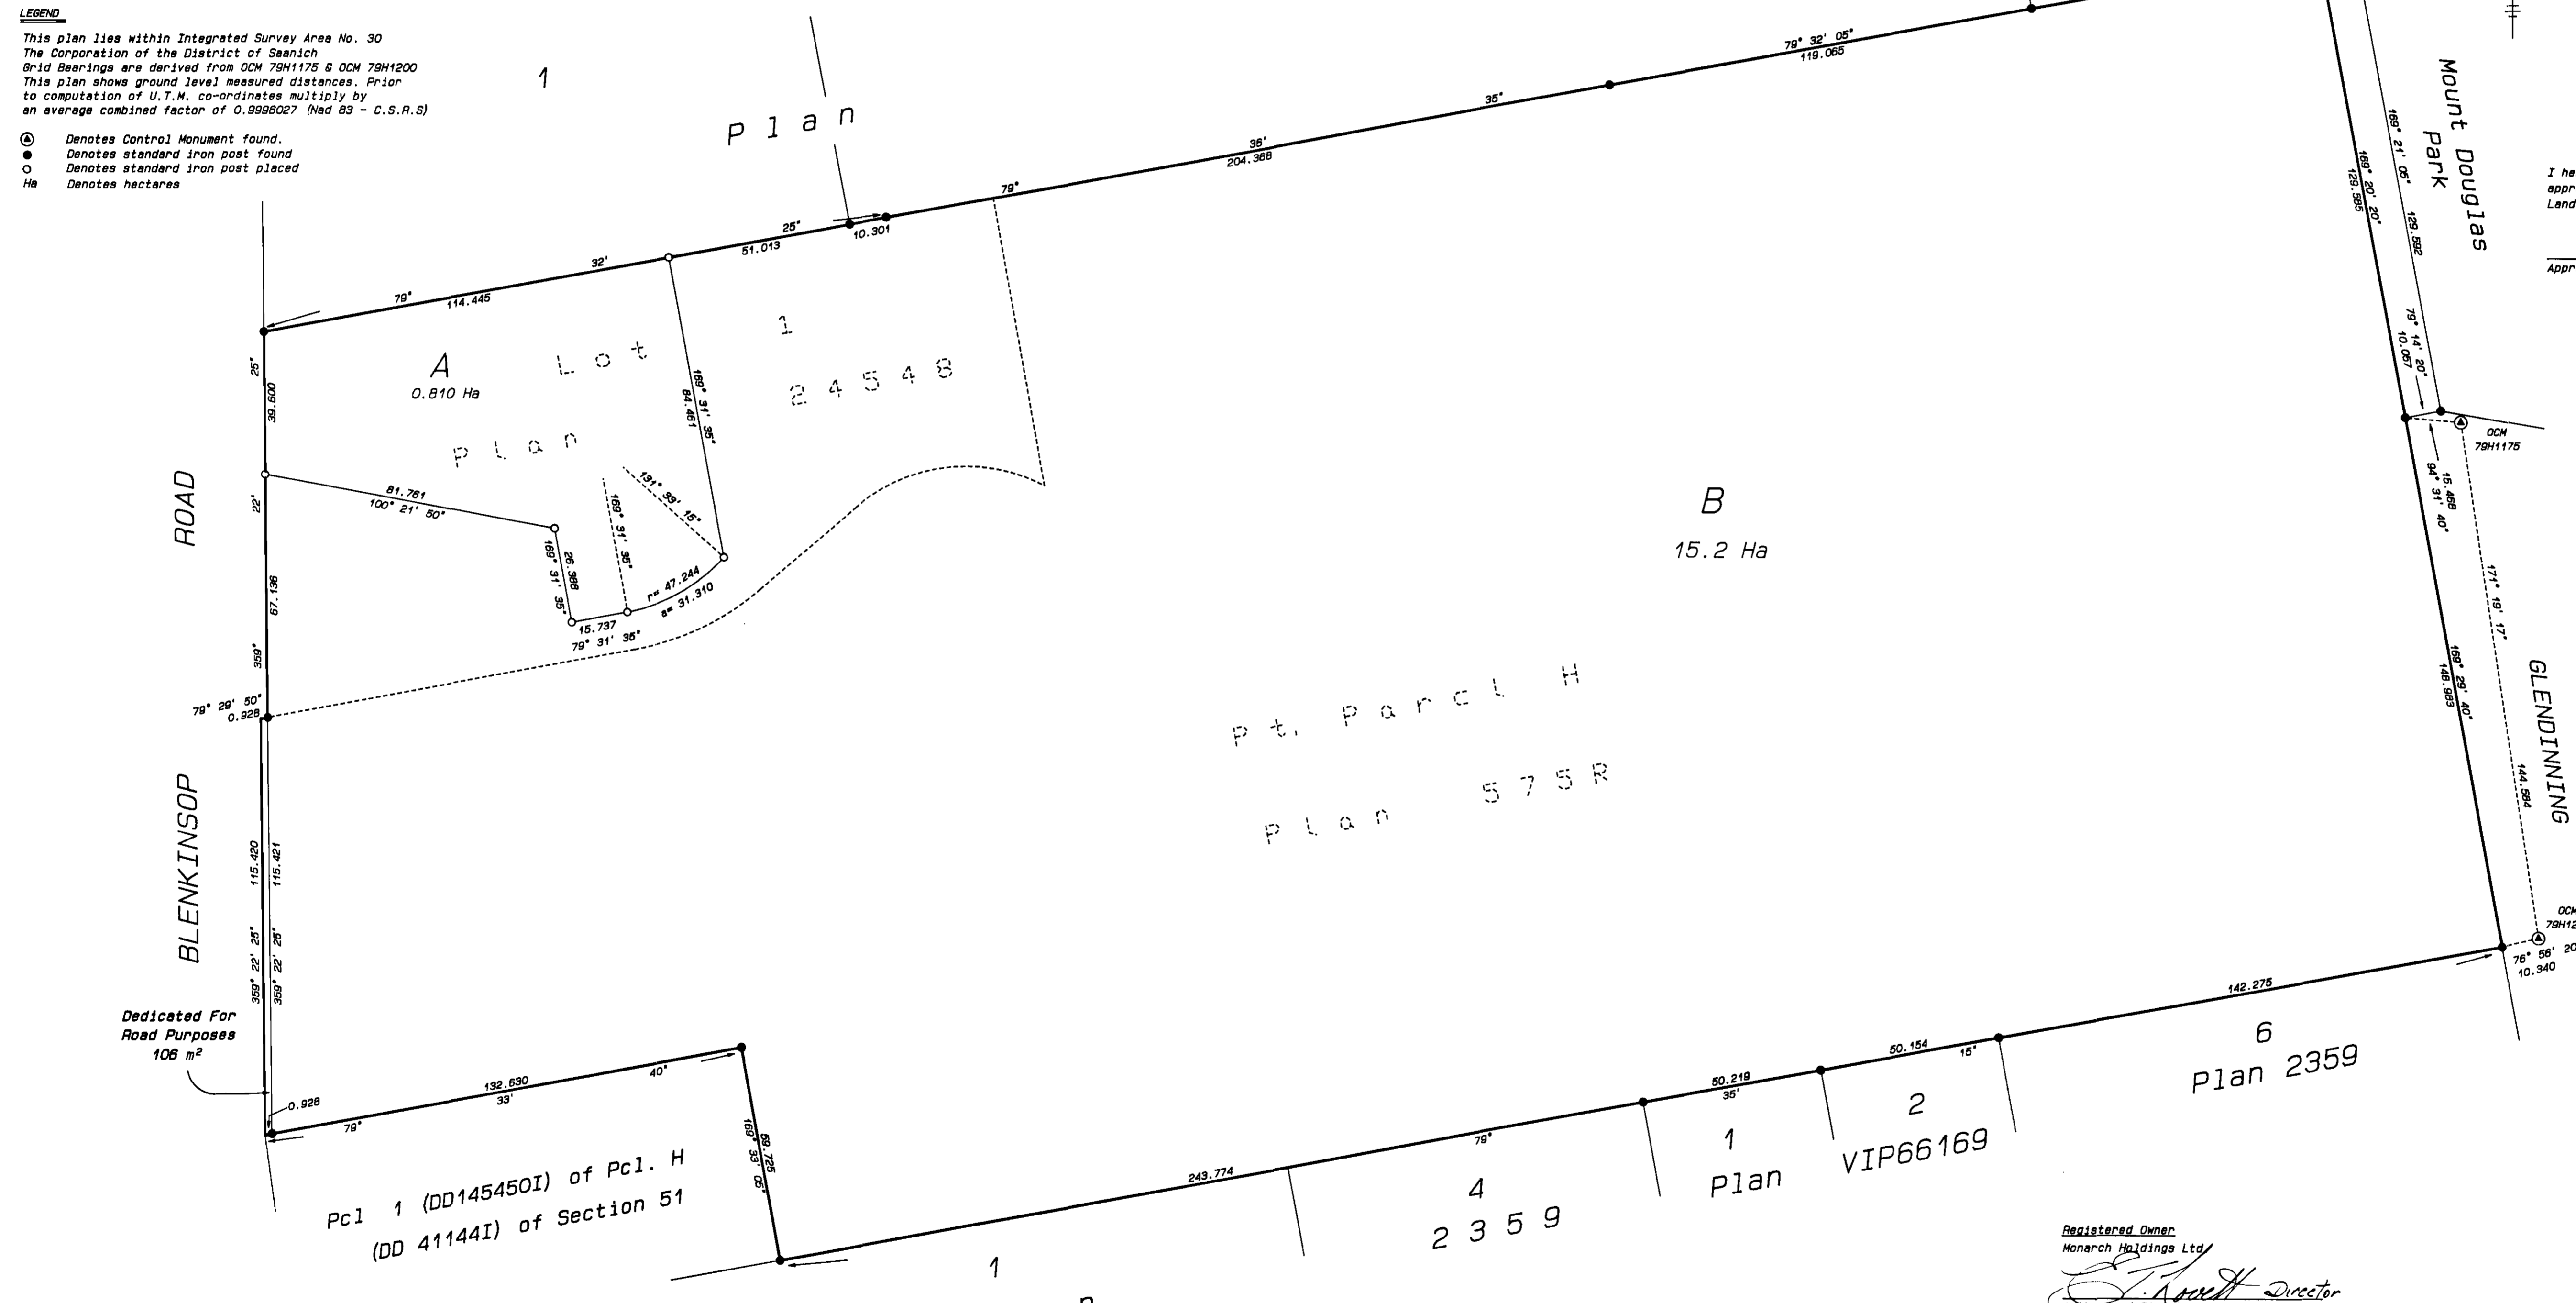 LEGEND
This plan lies within Integrated Survey Area No. 30
The Corporation of the District of Saanich
Grid Bearings are derived from OCM 79H1175 & OCM 79H1200
This plan shows ground level measured distances. Prior
to computation of U.T.M. co-ordinates multiply by
an average combined factor of 0.9996027 (Nad 83 - C.S.R.S)
Denotes Control Monument found.
Denotes standard iron post found
Denotes standard iron post placed
Ha Denotes hectares
1
Plan
79° 32' 05"
119.065
35"
36'
204.368
79°
25"
51.013
10.301
32'
79°
114.445
Mount Douglas
Park
169° 21' 05" 129.592
169° 20' 20"
129.585
79° 14' 20"
10.057
OCM
79H1175
15.468
94° 31' 40"
171° 19' 17"
144.584
169° 29' 40"
148.983
GLENDINNING
I he
appr
Land
Appr
A
0.810 Ha
Lot 1
Plan 24548
25"
39.600
22'
67.136
359°
169° 31' 35"
84.461
81.761
100° 21' 50"
26.388
169° 31' 35"
169° 31' 35"
131° 33' 15"
r= 47.244
a= 31.310
15.737
79° 31' 35"
ROAD
BLENKINSOP
79° 29' 50"
0.928
B
15.2 Ha
Pt. Parcl H
Plan 575R
115.420
359° 22' 25"
115.421
359° 22' 25"
Dedicated For
Road Purposes
106 m²
0.928
79°
132.630
33'
40"
59.725
169° 33' 05"
Pcl 1 (DD145450I) of Pcl. H
(DD 41144I) of Section 51
243.774
79°
50.219
35'
50.154
15"
142.275
OCM
79H12
76° 56' 20
10.340
1
4
2359
1
Plan
2
VIP66169
6
Plan 2359
Registered Owner
Monarch Holdings Ltd
Director